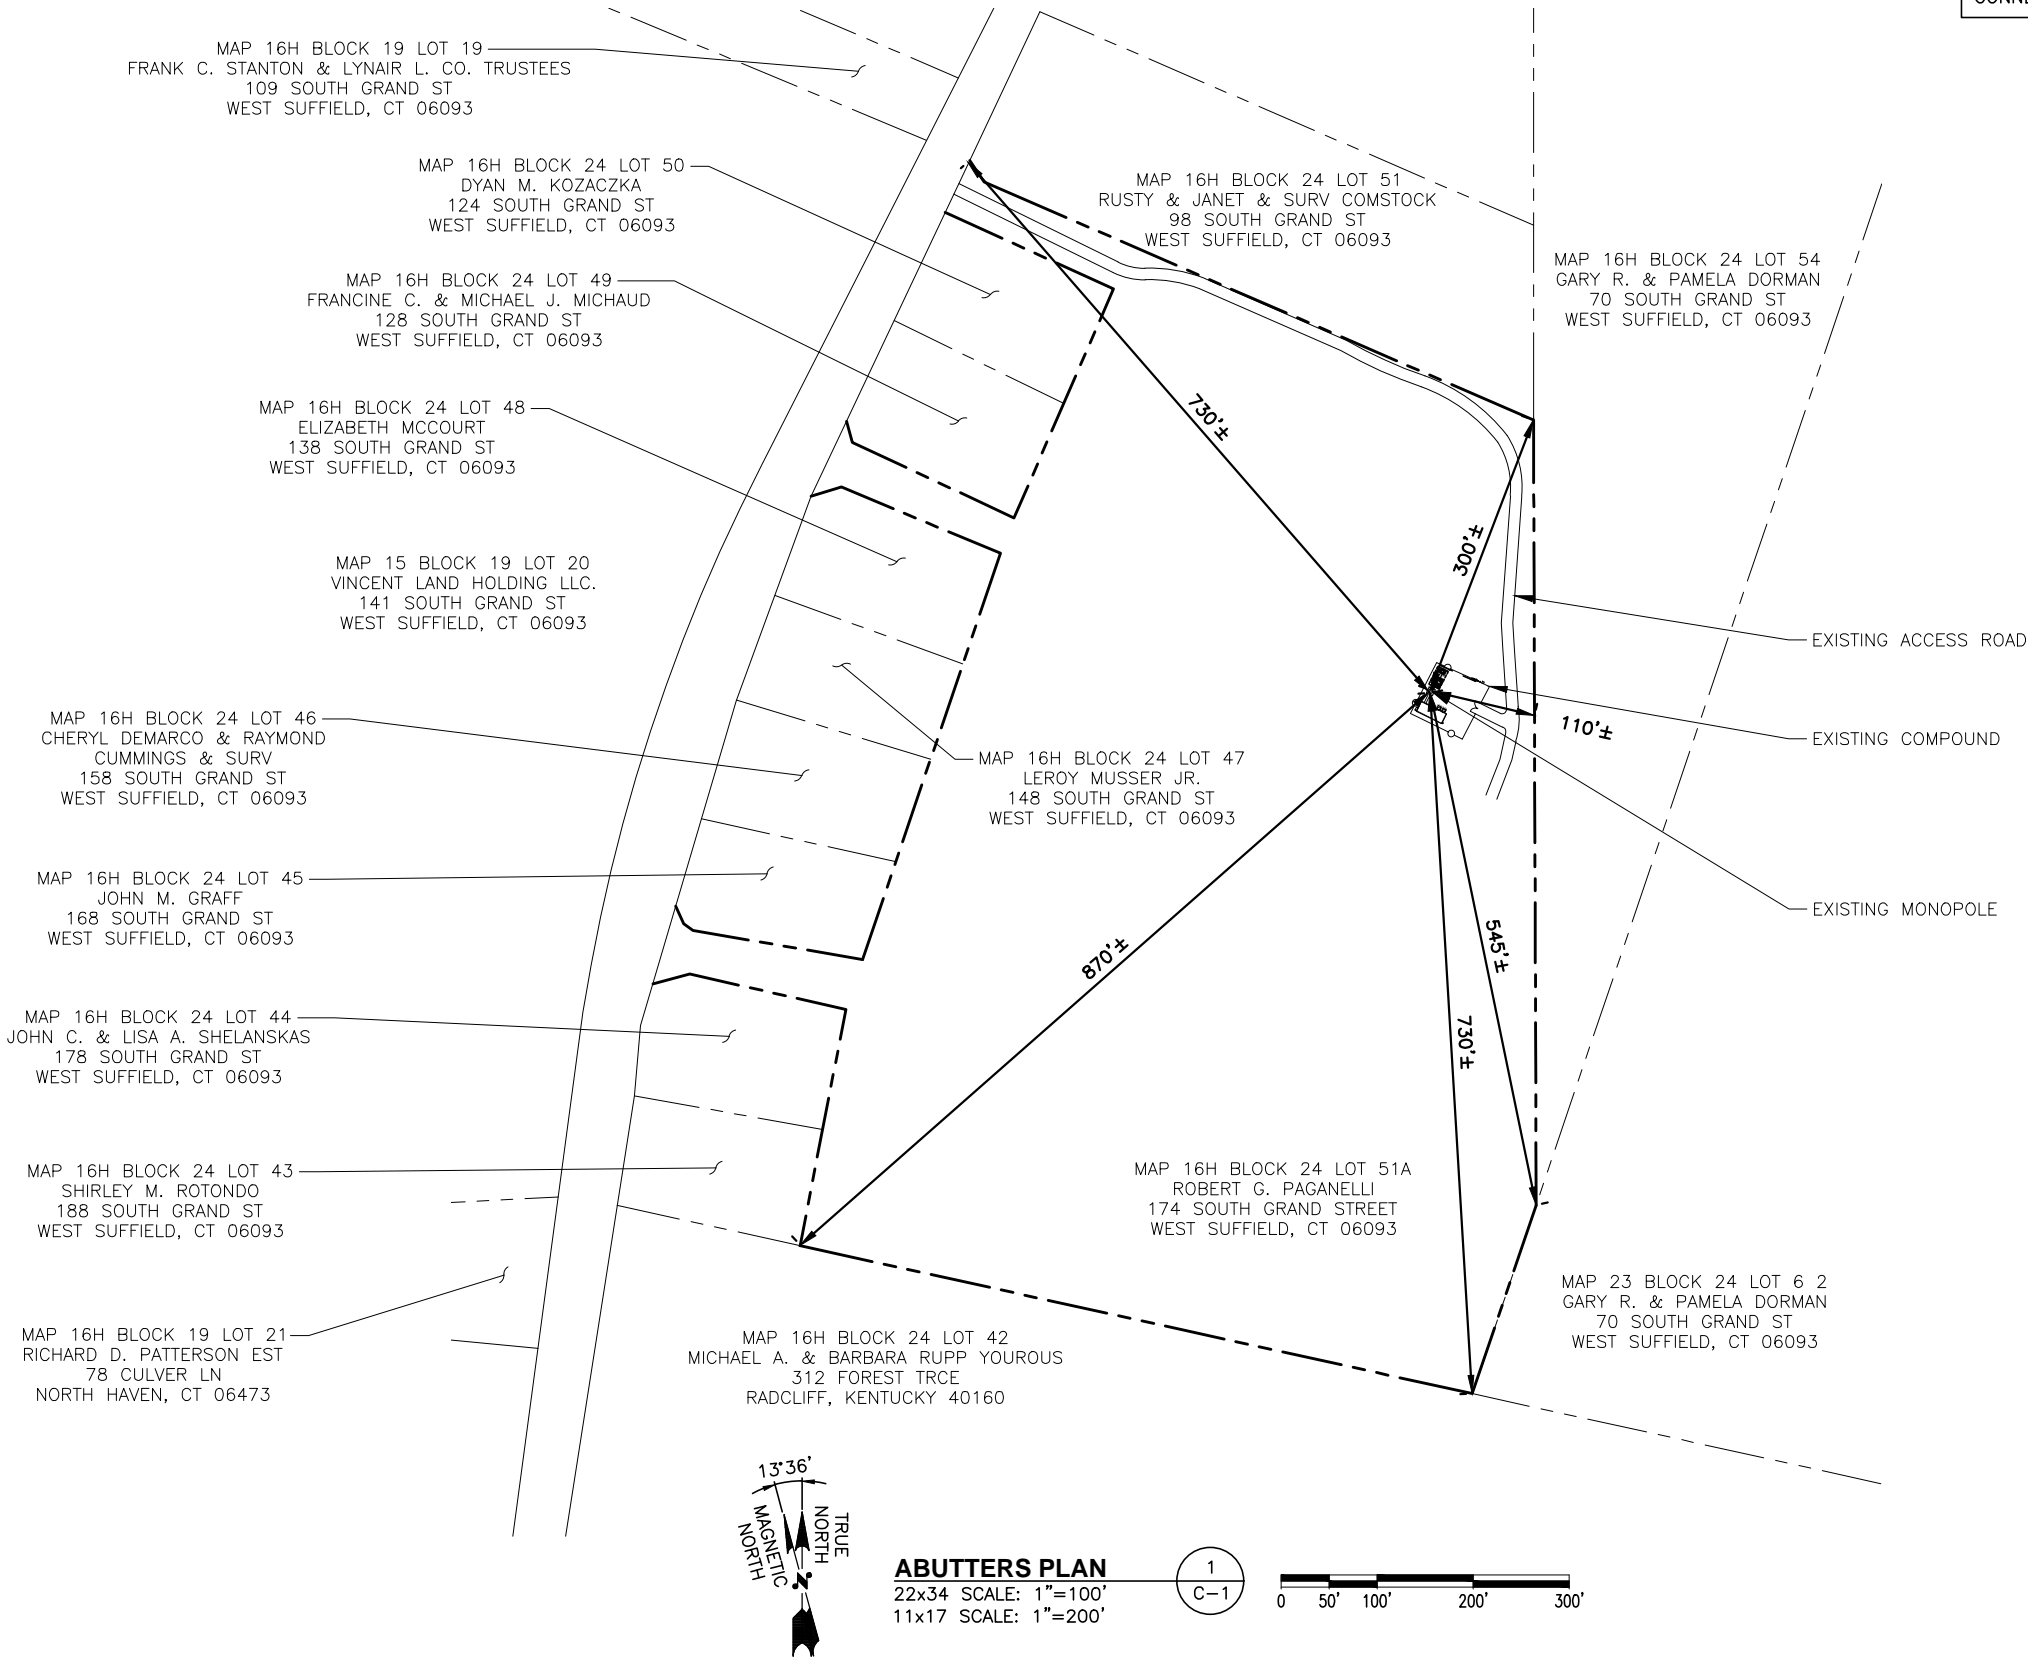 MAP 16H BLOCK 19 LOT 19
FRANK C. STANTON & LYNAIR L. CO. TRUSTEES
109 SOUTH GRAND ST
WEST SUFFIELD, CT 06093
MAP 16H BLOCK 24 LOT 50
DYAN M. KOZACZKA
124 SOUTH GRAND ST
WEST SUFFIELD, CT 06093
MAP 16H BLOCK 24 LOT 51
RUSTY & JANET & SURV COMSTOCK
98 SOUTH GRAND ST
WEST SUFFIELD, CT 06093
MAP 16H BLOCK 24 LOT 54
GARY R. & PAMELA DORMAN
70 SOUTH GRAND ST
WEST SUFFIELD, CT 06093
MAP 16H BLOCK 24 LOT 49
FRANCINE C. & MICHAEL J. MICHAUD
128 SOUTH GRAND ST
WEST SUFFIELD, CT 06093
MAP 16H BLOCK 24 LOT 48
ELIZABETH MCCOURT
138 SOUTH GRAND ST
WEST SUFFIELD, CT 06093
730'±
300'±
MAP 15 BLOCK 19 LOT 20
VINCENT LAND HOLDING LLC.
141 SOUTH GRAND ST
WEST SUFFIELD, CT 06093
EXISTING ACCESS ROAD
110'±
EXISTING COMPOUND
MAP 16H BLOCK 24 LOT 46
CHERYL DEMARCO & RAYMOND
CUMMINGS & SURV
158 SOUTH GRAND ST
WEST SUFFIELD, CT 06093
MAP 16H BLOCK 24 LOT 47
LEROY MUSSER JR.
148 SOUTH GRAND ST
WEST SUFFIELD, CT 06093
MAP 16H BLOCK 24 LOT 45
JOHN M. GRAFF
168 SOUTH GRAND ST
WEST SUFFIELD, CT 06093
EXISTING MONOPOLE
870'±
545'±
730'±
MAP 16H BLOCK 24 LOT 44
JOHN C. & LISA A. SHELANSKAS
178 SOUTH GRAND ST
WEST SUFFIELD, CT 06093
MAP 16H BLOCK 24 LOT 43
SHIRLEY M. ROTONDO
188 SOUTH GRAND ST
WEST SUFFIELD, CT 06093
MAP 16H BLOCK 24 LOT 51A
ROBERT G. PAGANELLI
174 SOUTH GRAND STREET
WEST SUFFIELD, CT 06093
MAP 23 BLOCK 24 LOT 6 2
GARY R. & PAMELA DORMAN
70 SOUTH GRAND ST
WEST SUFFIELD, CT 06093
MAP 16H BLOCK 19 LOT 21
RICHARD D. PATTERSON EST
78 CULVER LN
NORTH HAVEN, CT 06473
MAP 16H BLOCK 24 LOT 42
MICHAEL A. & BARBARA RUPP YOUROUS
312 FOREST TRCE
RADCLIFF, KENTUCKY 40160
13°36'
TRUE
NORTH
MAGNETIC
NORTH
N
ABUTTERS PLAN
22x34 SCALE: 1"=100'
11x17 SCALE: 1"=200'
1
C-1
0 50' 100' 200' 300'